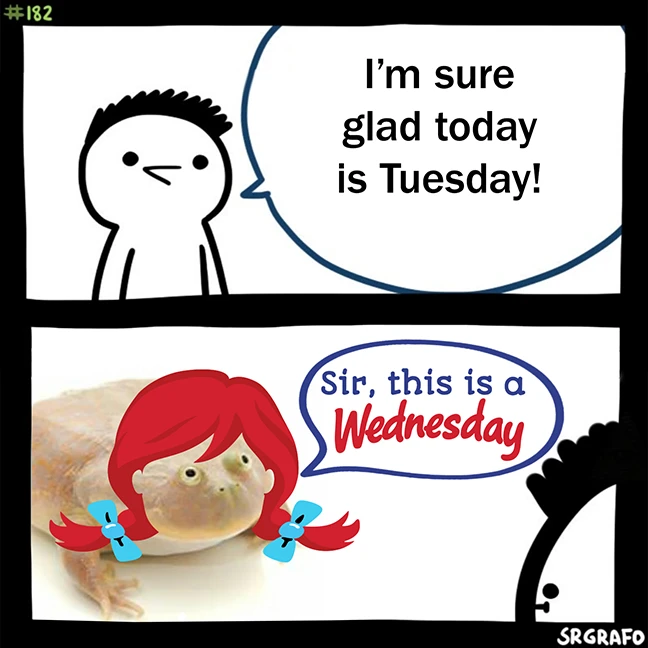 #182
I'm sure
glad today
is Tuesday!
Sir, this is a
Wednesday
SRGRAFO